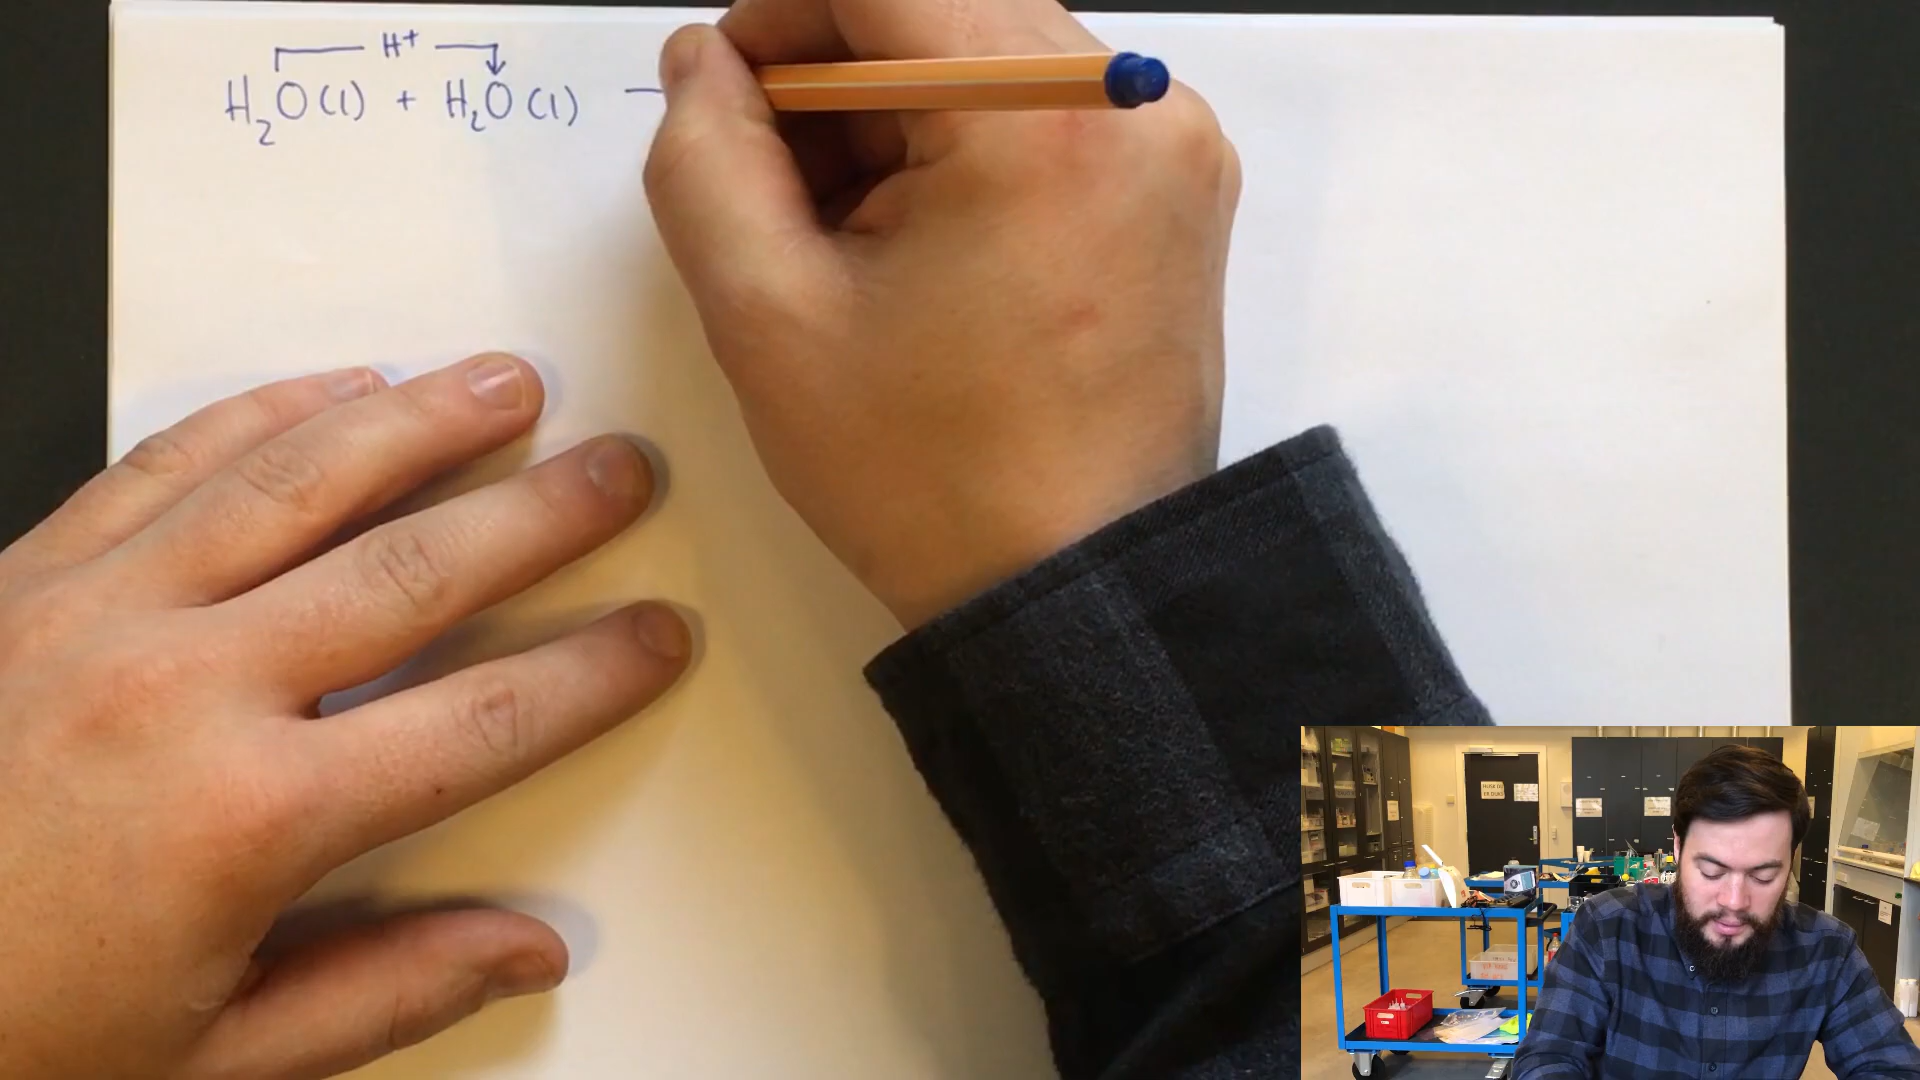 H⁺
H₂O(l) + H₂O(l) —